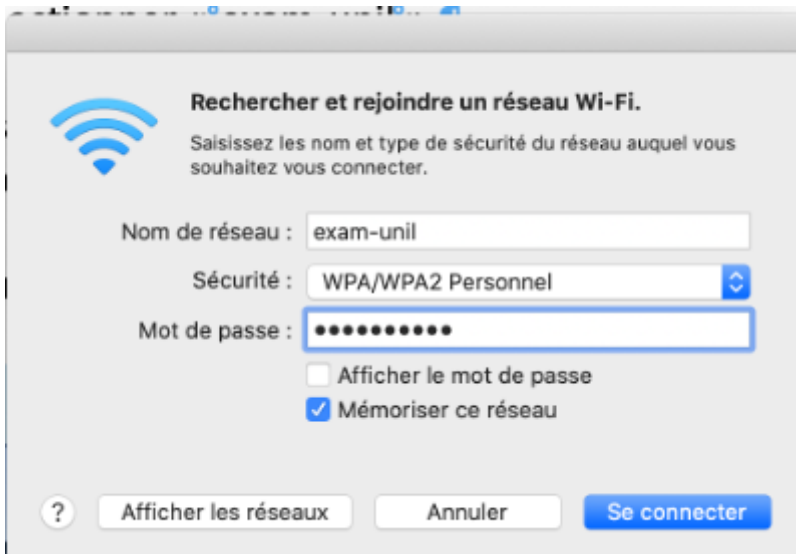 Rechercher et rejoindre un réseau Wi-Fi.
Saisissez les nom et type de sécurité du réseau auquel vous
souhaitez vous connecter.
Nom de réseau : exam-unil
Sécurité : WPA/WPA2 Personnel
Mot de passe : ••••••••••
Afficher le mot de passe
Mémoriser ce réseau
? Afficher les réseaux Annuler Se connecter